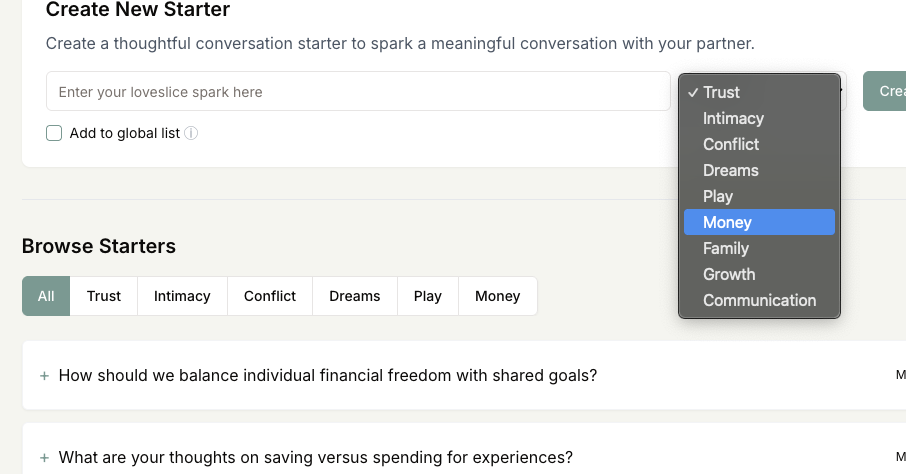 Create New Starter
Create a thoughtful conversation starter to spark a meaningful conversation with your partner.
Enter your loveslice spark here
✓ Trust
Intimacy
Conflict
Dreams
Play
Money
Family
Growth
Communication
Add to global list
Browse Starters
All Trust Intimacy Conflict Dreams Play Money
+ How should we balance individual financial freedom with shared goals?
+ What are your thoughts on saving versus spending for experiences?